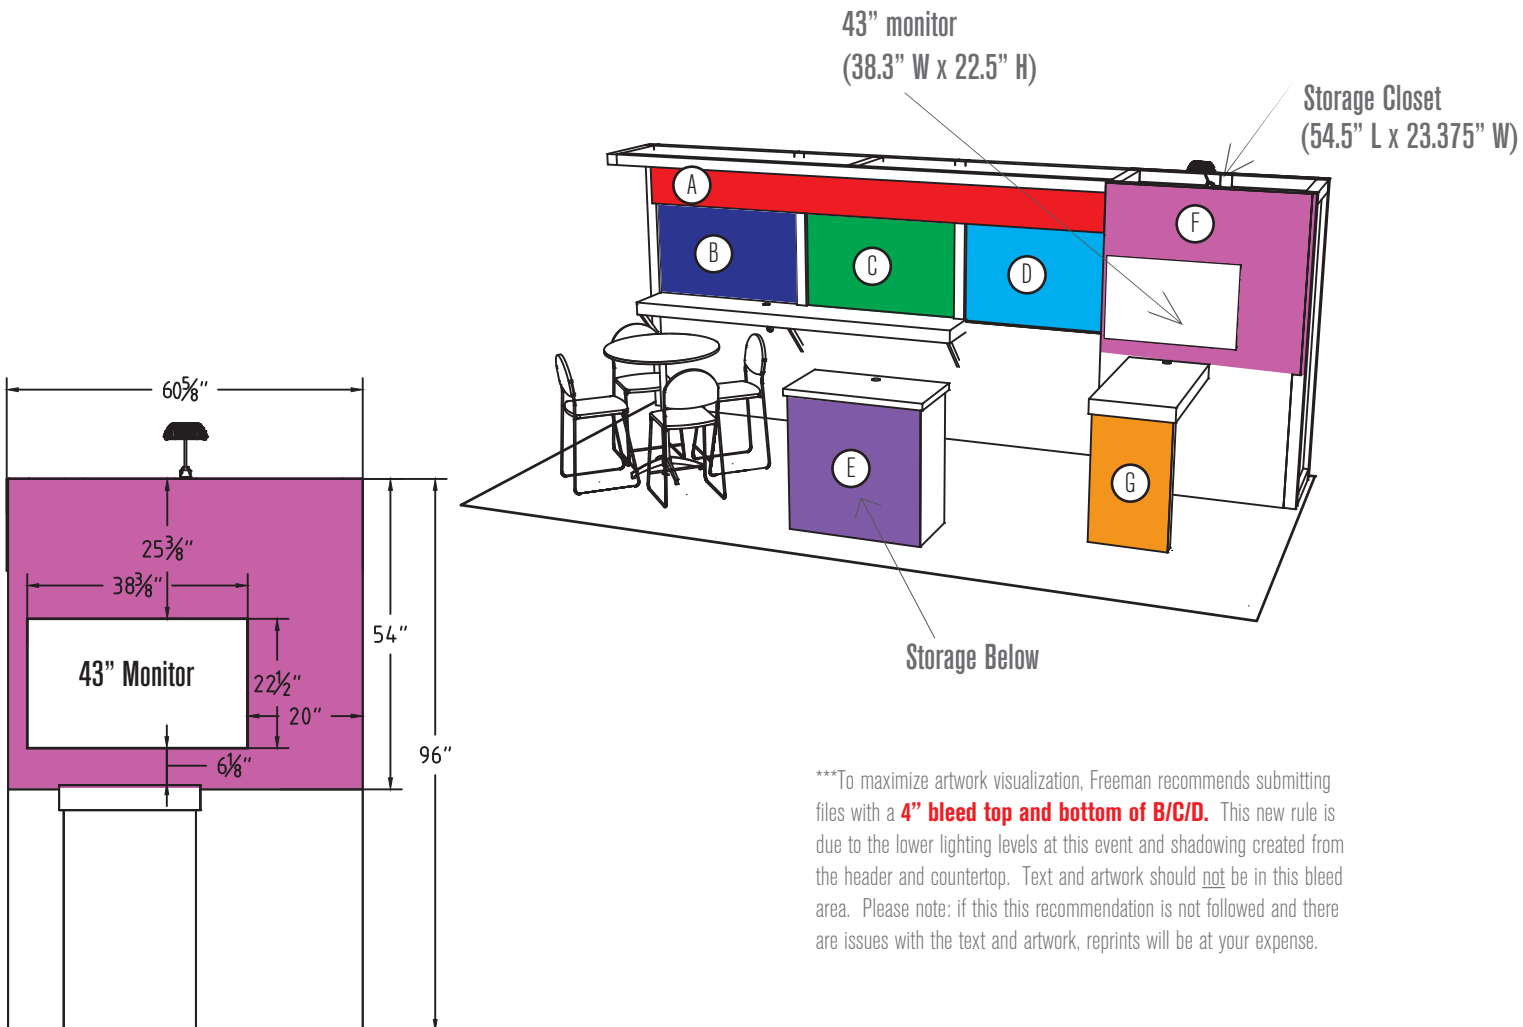 43” monitor
(38.3” W x 22.5” H)
Storage Closet
(54.5” L x 23.375” W)
A
F
B
C
D
E
G
Storage Below
60⅝“
25⅜“
38⅜“
54“
43” Monitor
22½“
20“
96“
6⅛“
***To maximize artwork visualization, Freeman recommends submitting
files with a 4” bleed top and bottom of B/C/D. This new rule is
due to the lower lighting levels at this event and shadowing created from
the header and countertop. Text and artwork should not be in this bleed
area. Please note: if this this recommendation is not followed and there
are issues with the text and artwork, reprints will be at your expense.